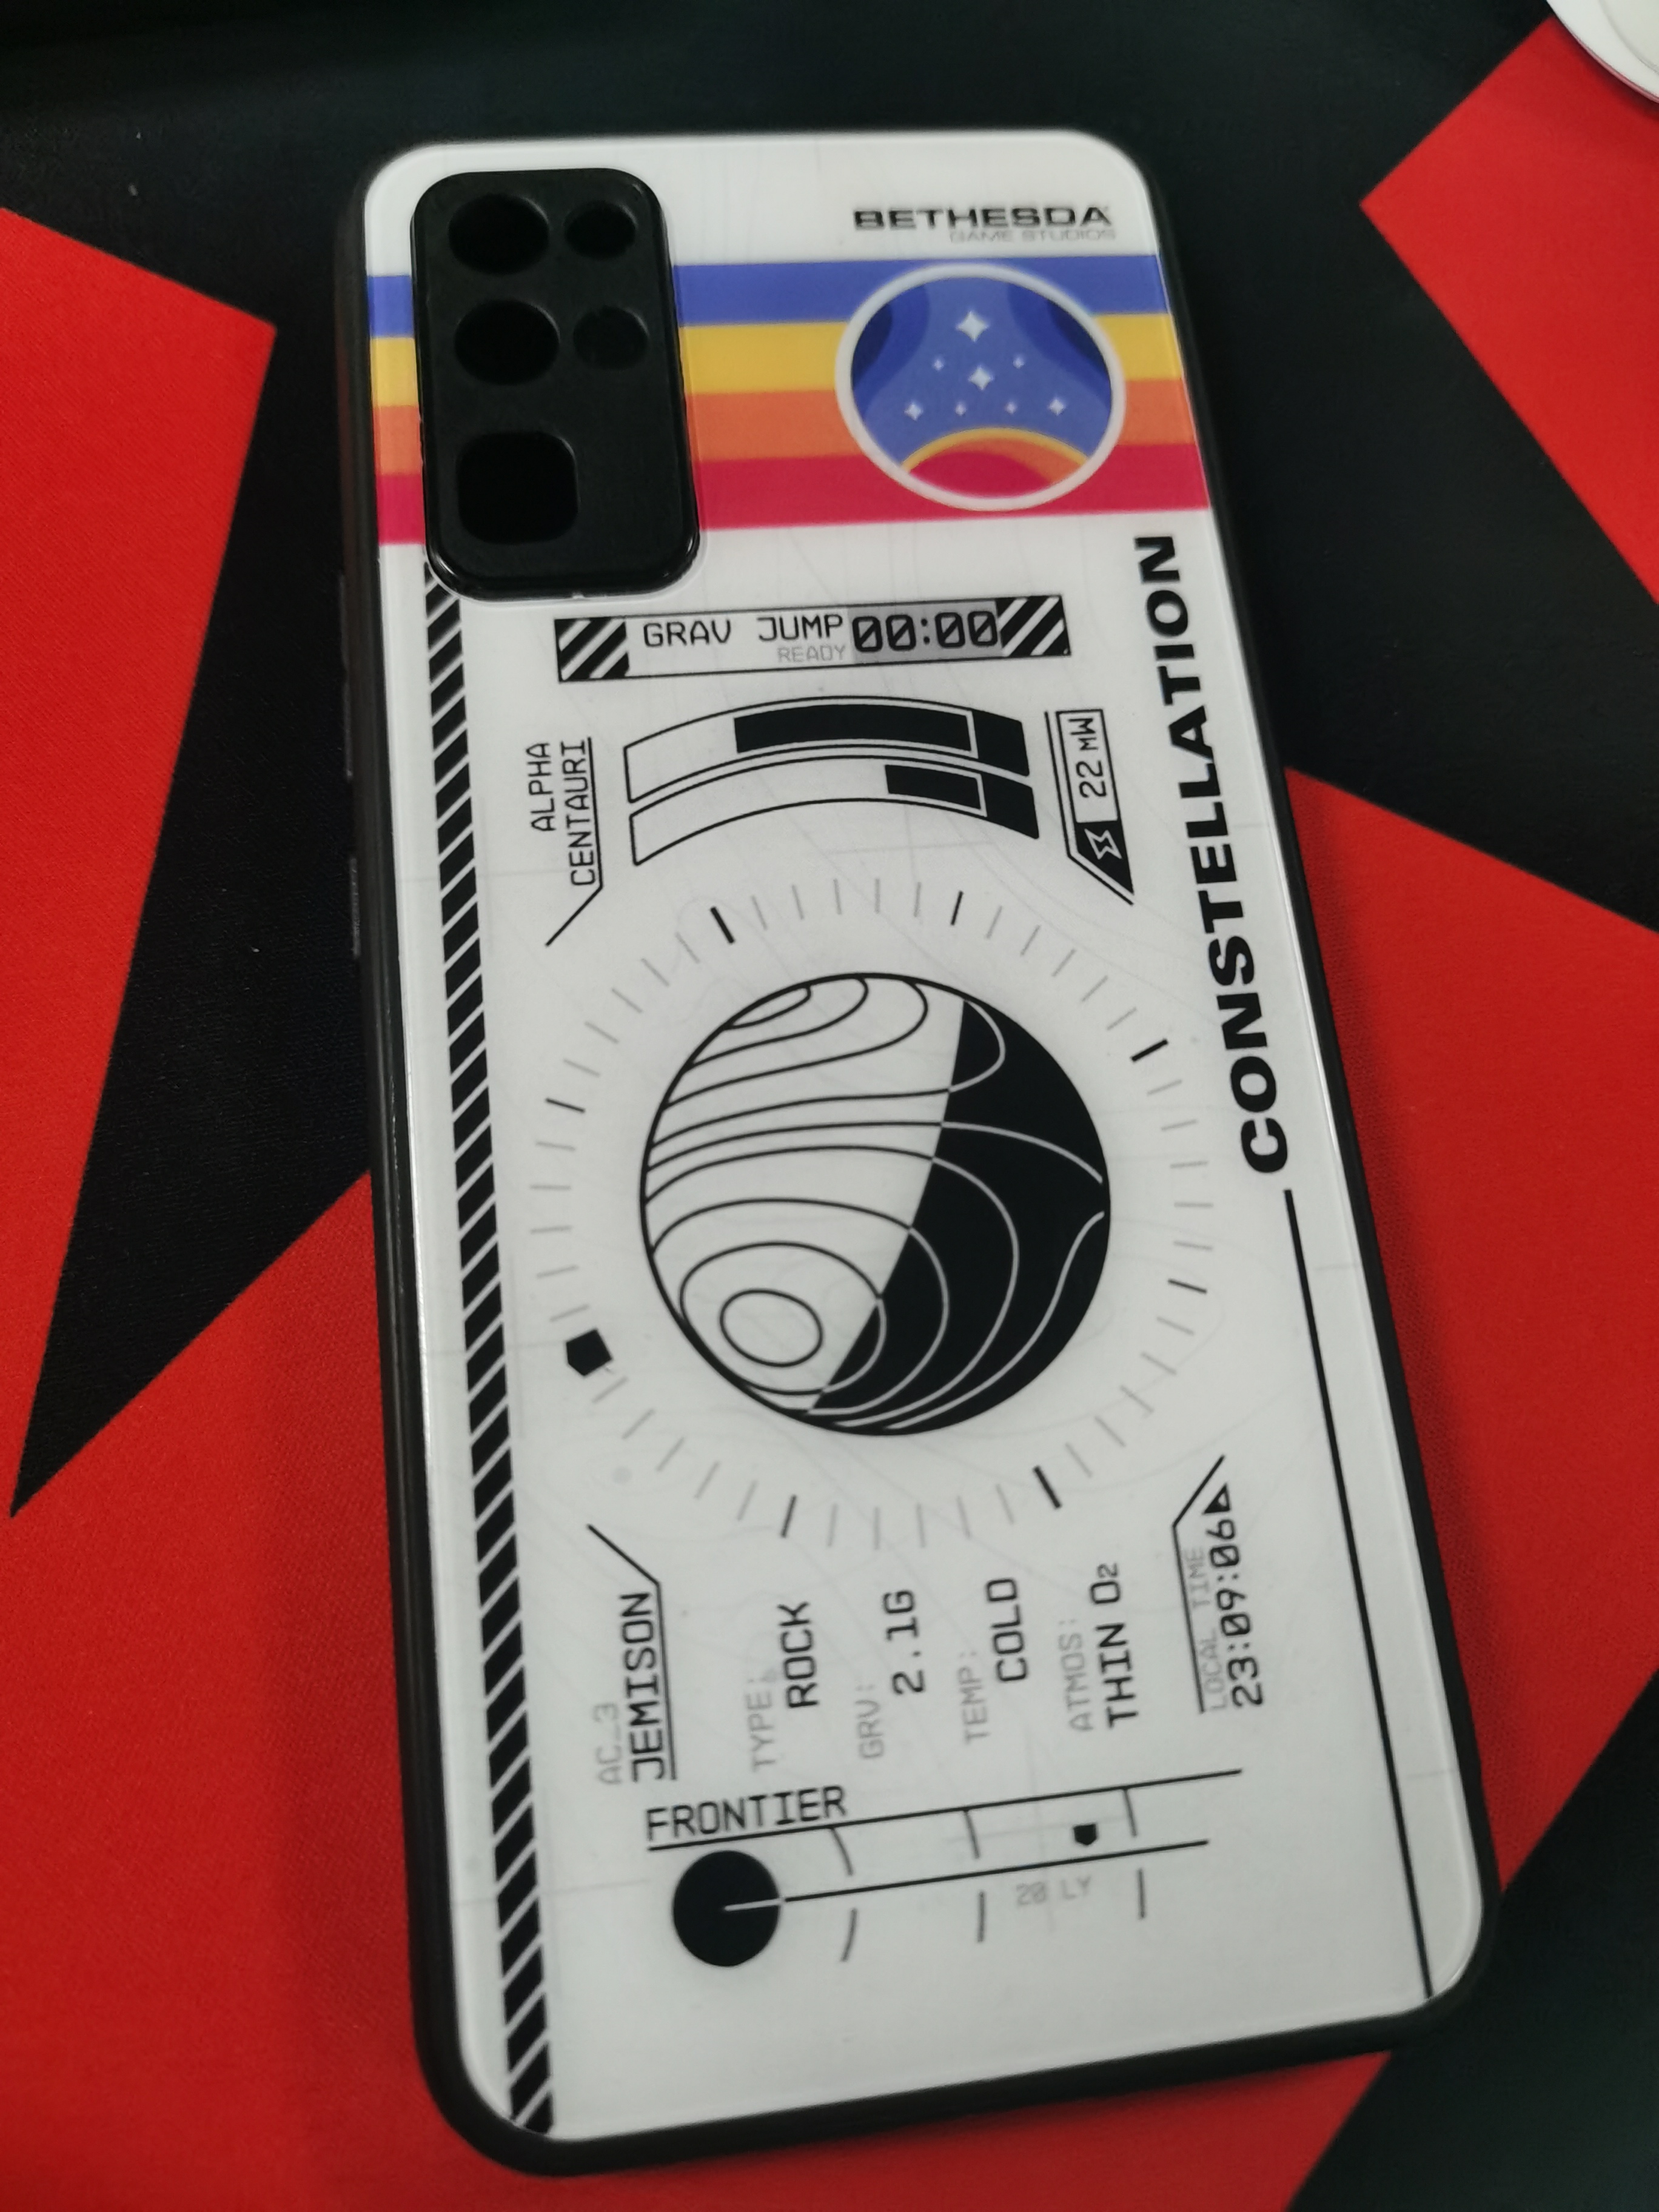 BETHESDA
GAME STUDIOS
GRAV JUMP 00:00
READY
ALPHA
CENTAURI
22 MW
CONSTELLATION
AC_3
JEMISON
TYPE:
ROCK
GRV:
2.1G
TEMP:
COLD
ATMOS:
THIN O2
LOCAL TIME
23:09:06
FRONTIER
20 LY